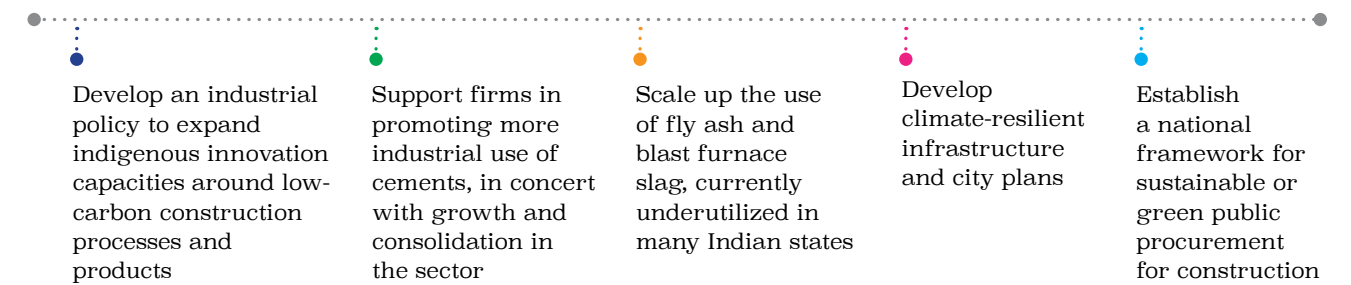 Develop an industrial
policy to expand
indigenous innovation
capacities around low-
carbon construction
processes and
products
Support firms in
promoting more
industrial use of
cements, in concert
with growth and
consolidation in
the sector
Scale up the use
of fly ash and
blast furnace
slag, currently
underutilized in
many Indian states
Develop
climate-resilient
infrastructure
and city plans
Establish
a national
framework for
sustainable or
green public
procurement
for construction